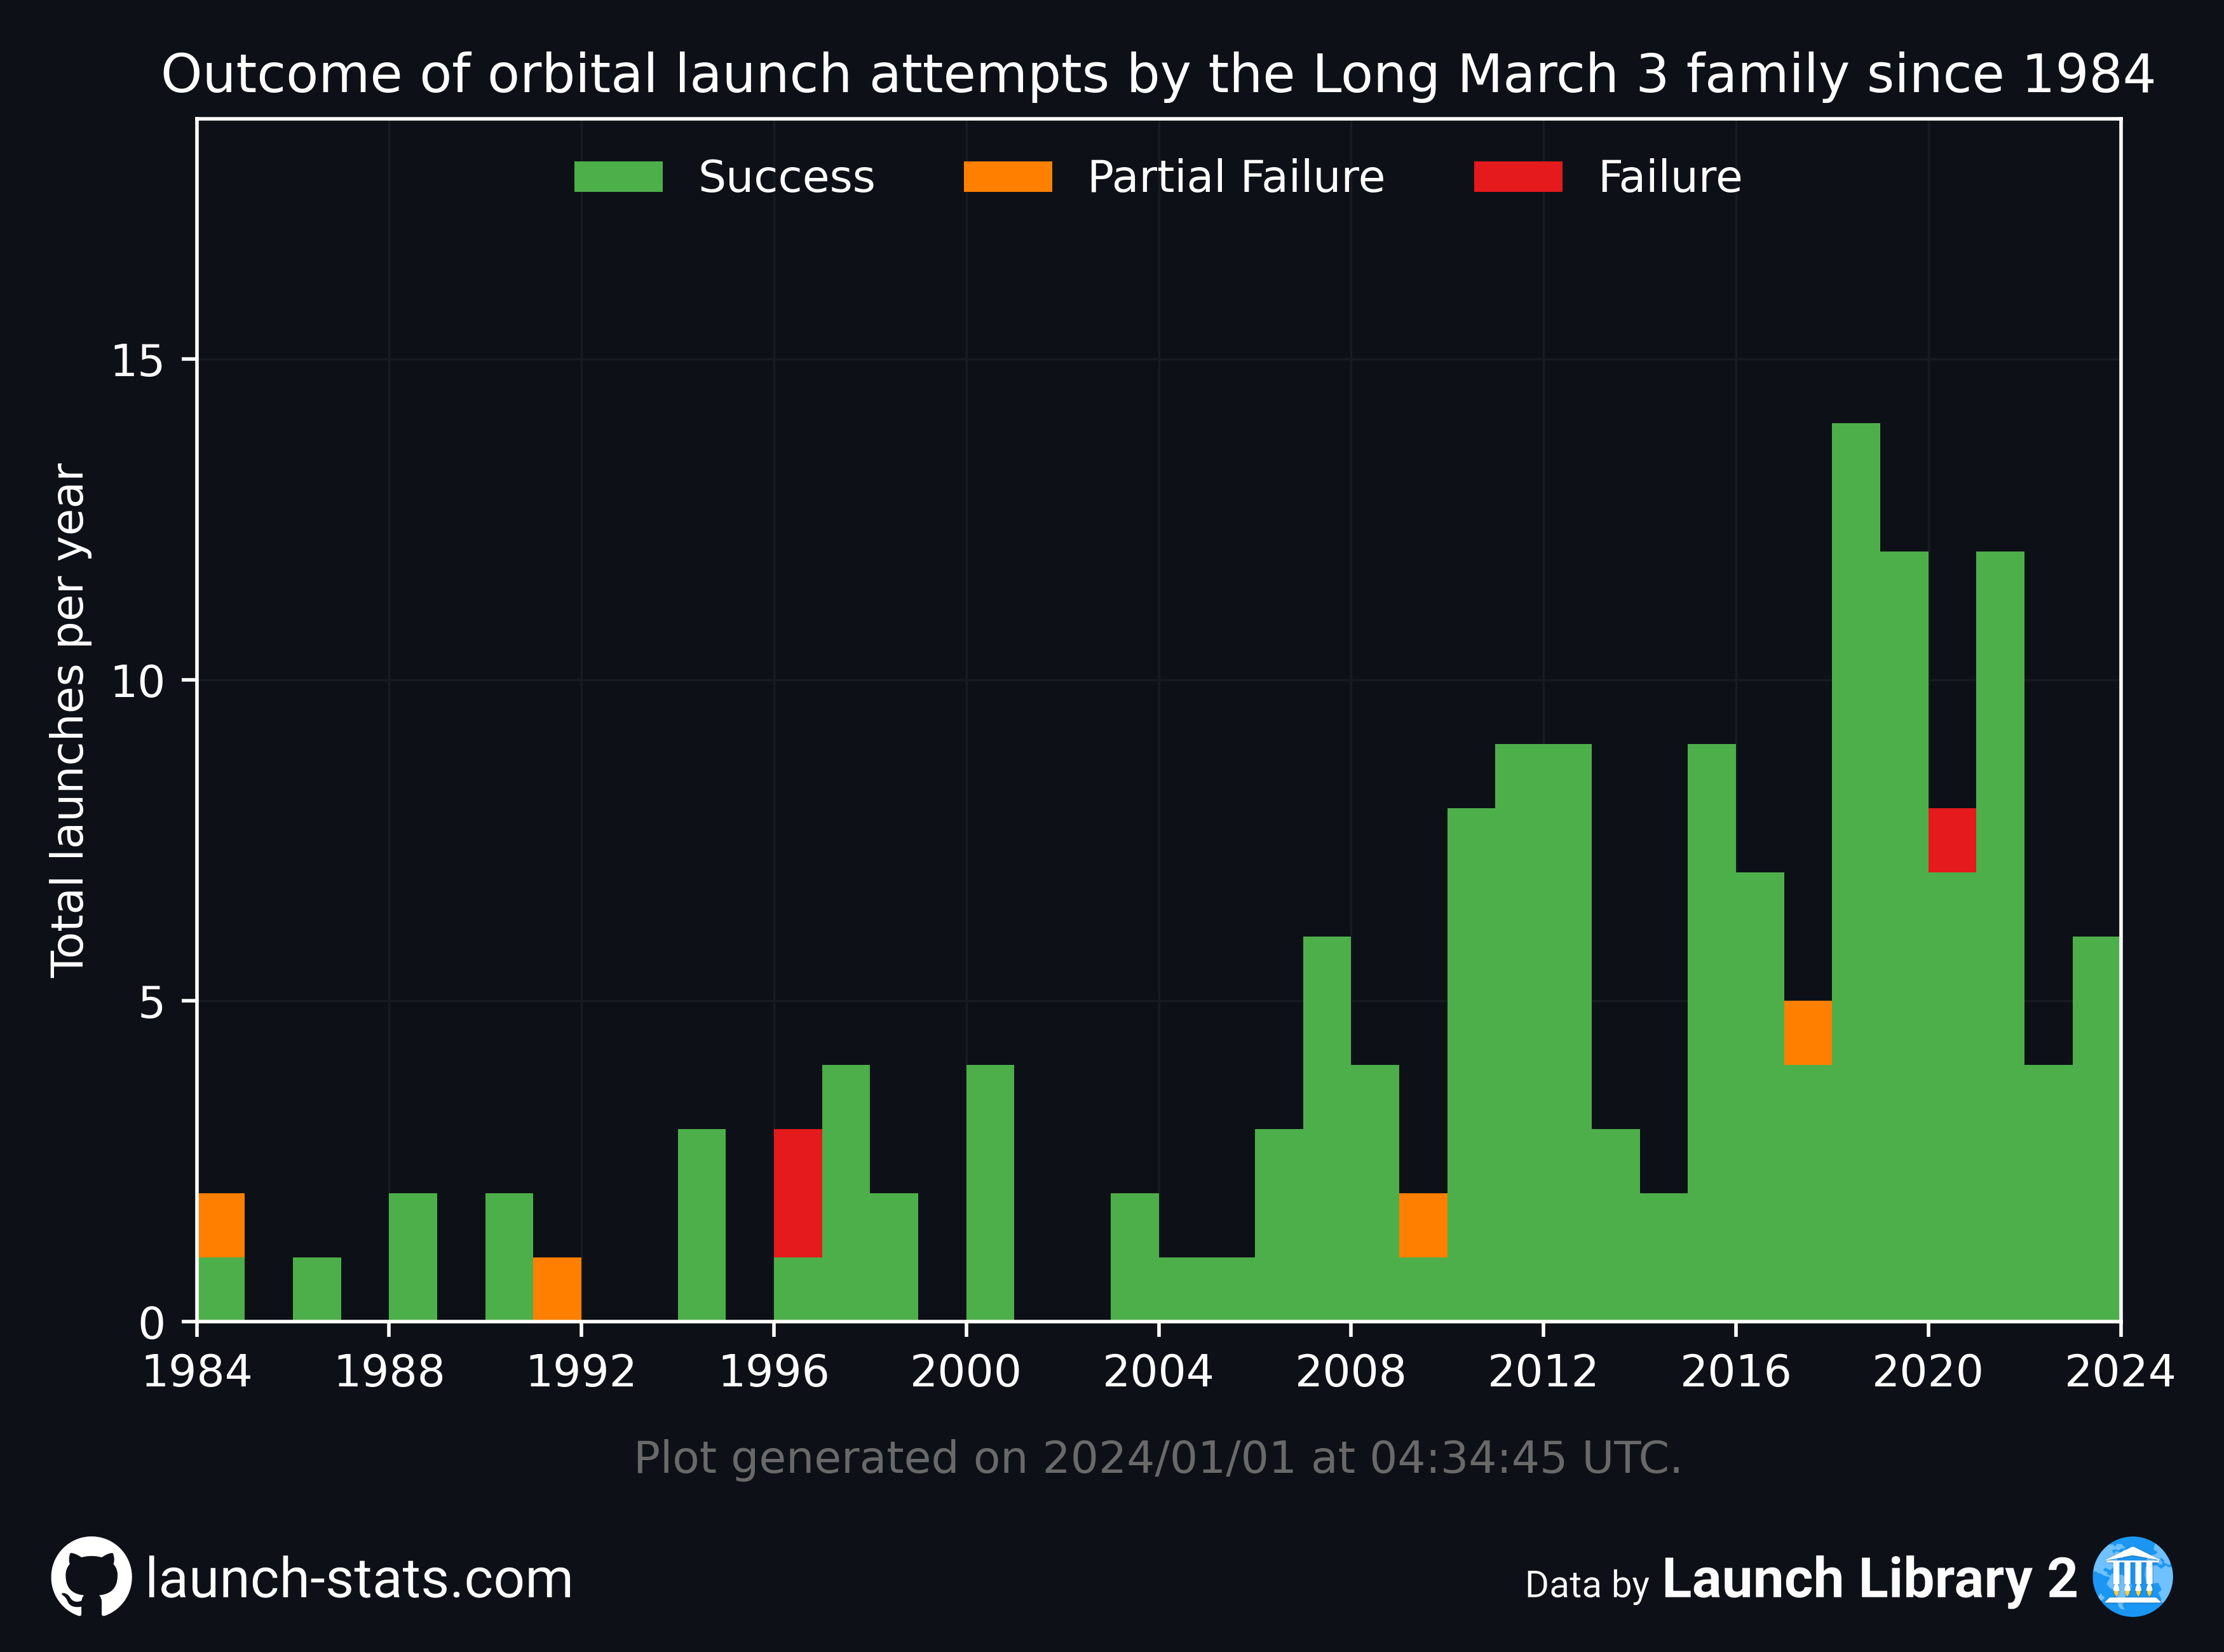 Outcome of orbital launch attempts by the Long March 3 family since 1984
Success Partial Failure Failure
Total launches per year
15
10
5
0
1984 1988 1992 1996 2000 2004 2008 2012 2016 2020 2024
Plot generated on 2024/01/01 at 04:34:45 UTC.
launch-stats.com
Data by Launch Library 2